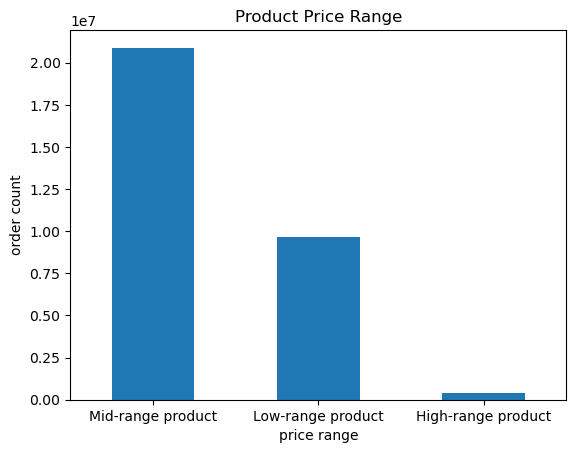 Product Price Range
1e7
2.00
1.75
1.50
1.25
1.00
0.75
0.50
0.25
0.00
order count
Mid-range product Low-range product High-range product
price range